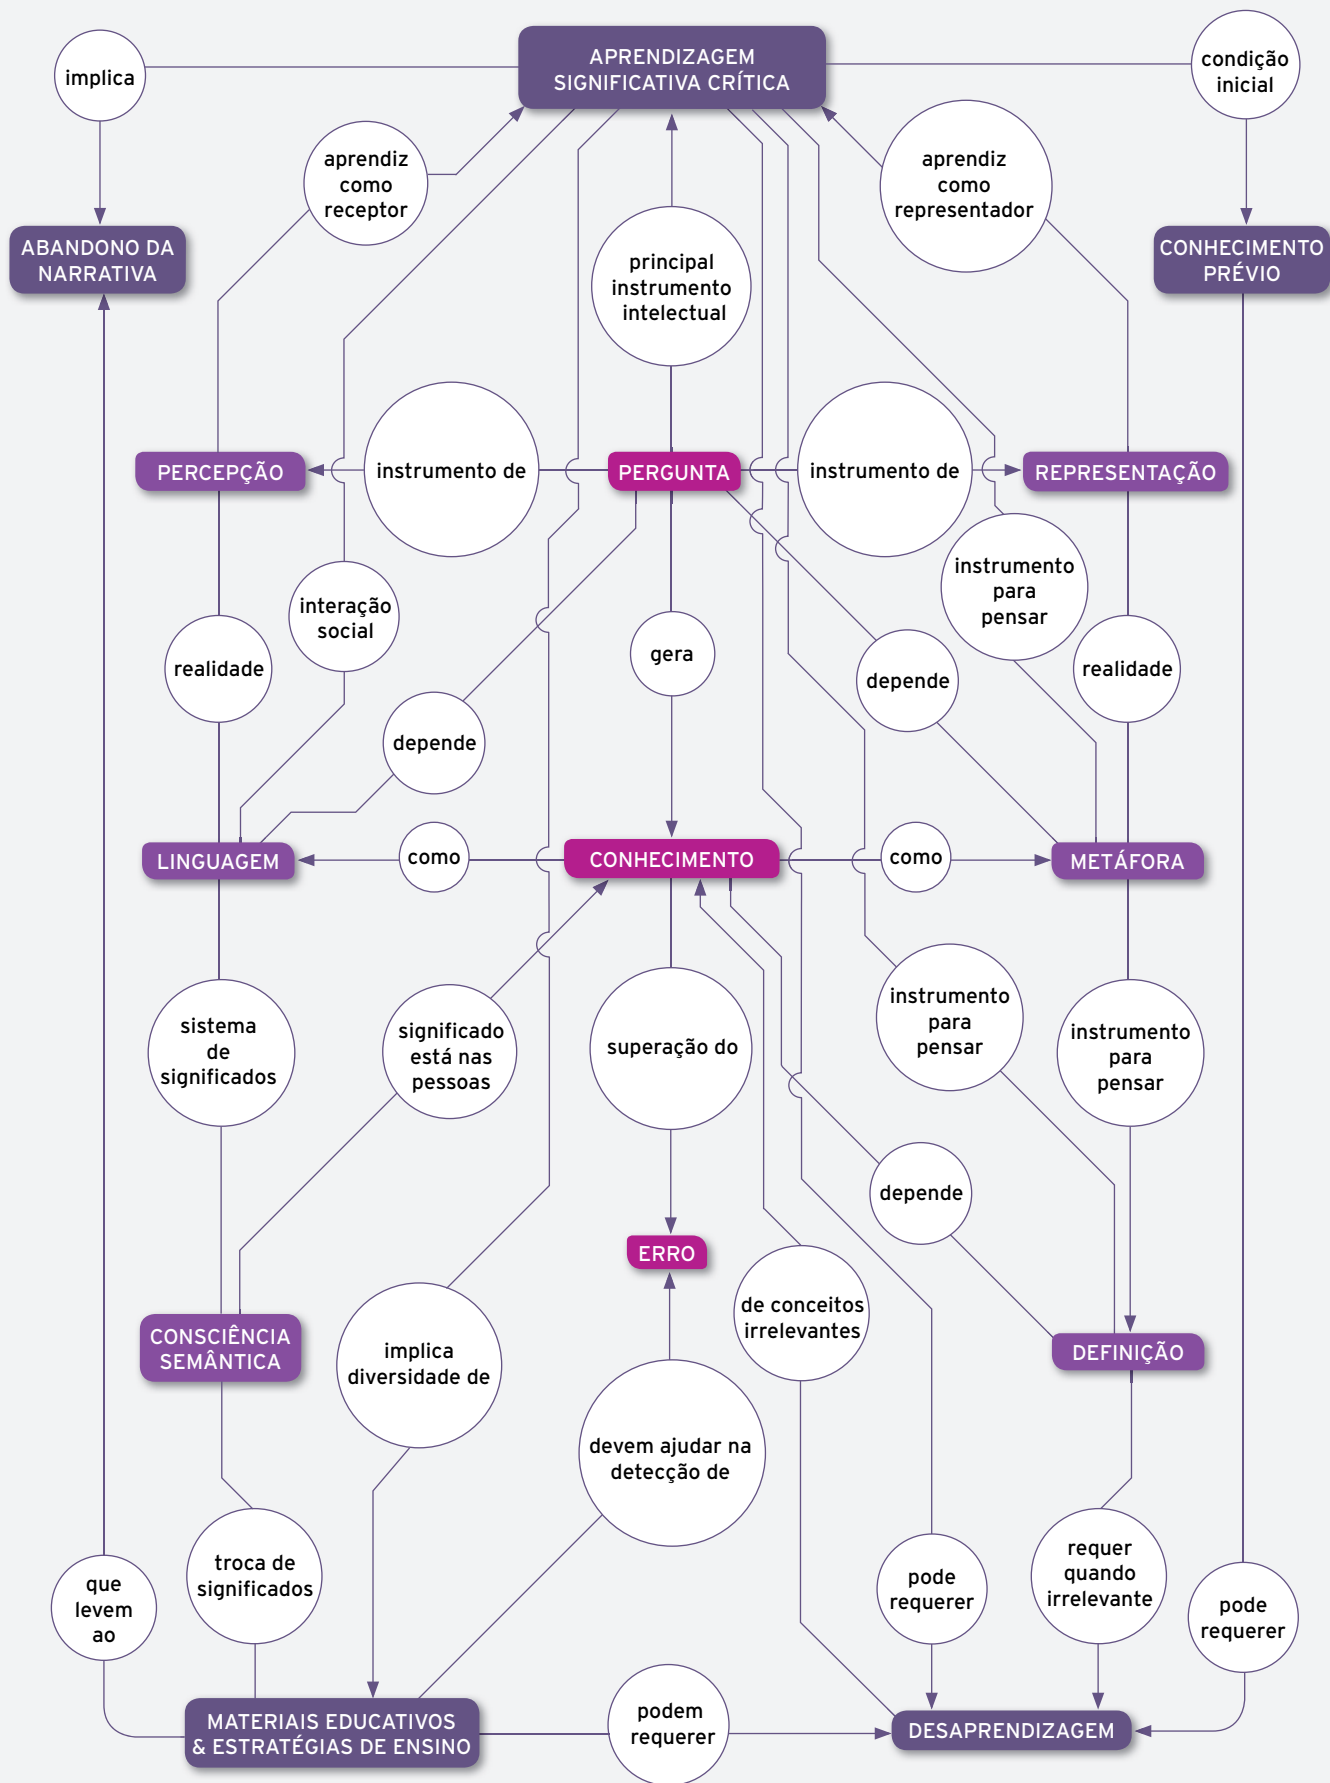 implica
APRENDIZAGEM
SIGNIFICATIVA CRÍTICA
condição
inicial
aprendiz
como
receptor
aprendiz
como
representador
ABANDONO DA
NARRATIVA
principal
instrumento
intelectual
CONHECIMENTO
PRÉVIO
PERCEPÇÃO
instrumento de
PERGUNTA
instrumento de
REPRESENTAÇÃO
interação
social
instrumento
para
pensar
realidade
gera
depende
realidade
depende
LINGUAGEM
como
CONHECIMENTO
como
METÁFORA
sistema
de
significados
significado
está nas
pessoas
superação do
instrumento
para
pensar
instrumento
para
pensar
depende
ERRO
de conceitos
irrelevantes
CONSCIÊNCIA
SEMÂNTICA
implica
diversidade de
DEFINIÇÃO
devem ajudar na
detecção de
que
levem
ao
troca de
significados
pode
requerer
requer
quando
irrelevante
pode
requerer
MATERIAIS EDUCATIVOS
& ESTRATÉGIAS DE ENSINO
podem
requerer
DESAPRENDIZAGEM